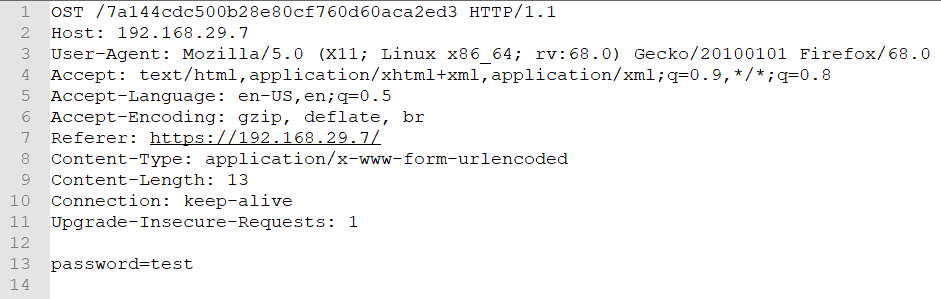 1 OST /7a144cdc500b28e80cf760d60aca2ed3 HTTP/1.1
2 Host: 192.168.29.7
3 User-Agent: Mozilla/5.0 (X11; Linux x86_64; rv:68.0) Gecko/20100101 Firefox/68.0
4 Accept: text/html,application/xhtml+xml,application/xml;q=0.9,*/*;q=0.8
5 Accept-Language: en-US,en;q=0.5
6 Accept-Encoding: gzip, deflate, br
7 Referer: https://192.168.29.7/
8 Content-Type: application/x-www-form-urlencoded
9 Content-Length: 13
10 Connection: keep-alive
11 Upgrade-Insecure-Requests: 1
12
13 password=test
14